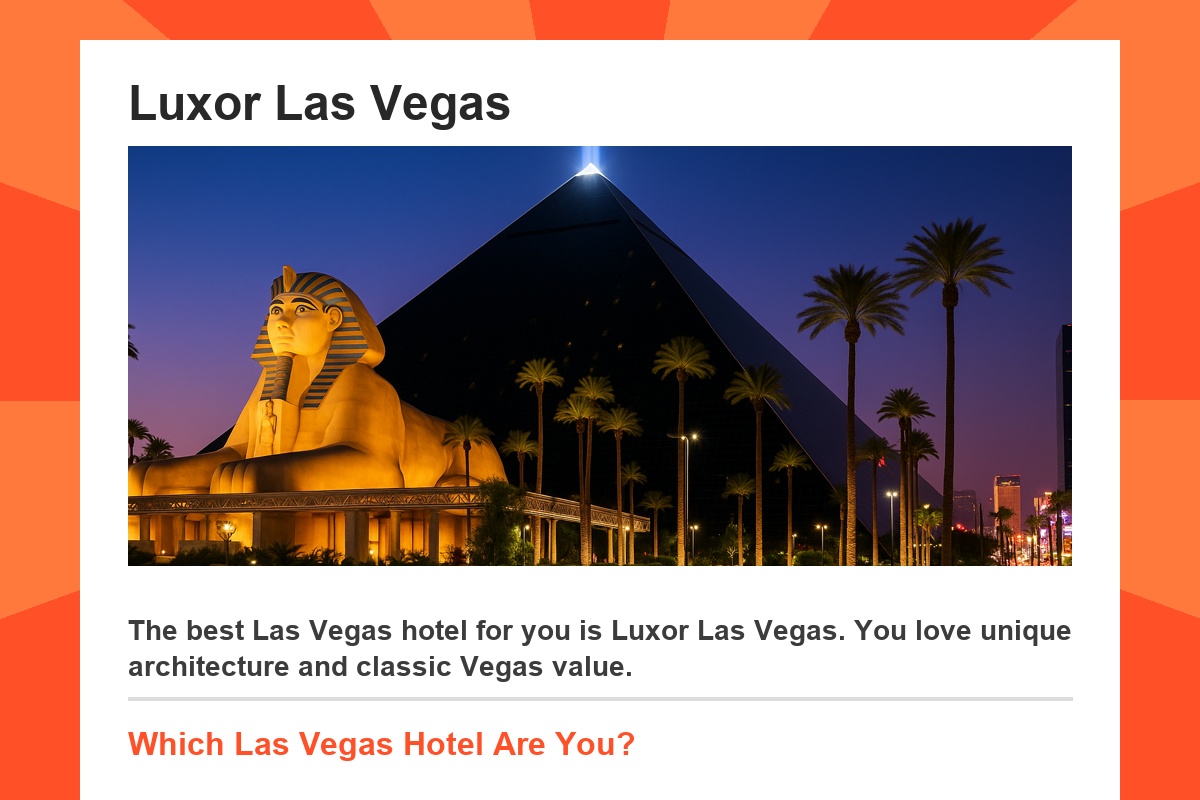 Luxor Las Vegas
The best Las Vegas hotel for you is Luxor Las Vegas. You love unique
architecture and classic Vegas value.
Which Las Vegas Hotel Are You?